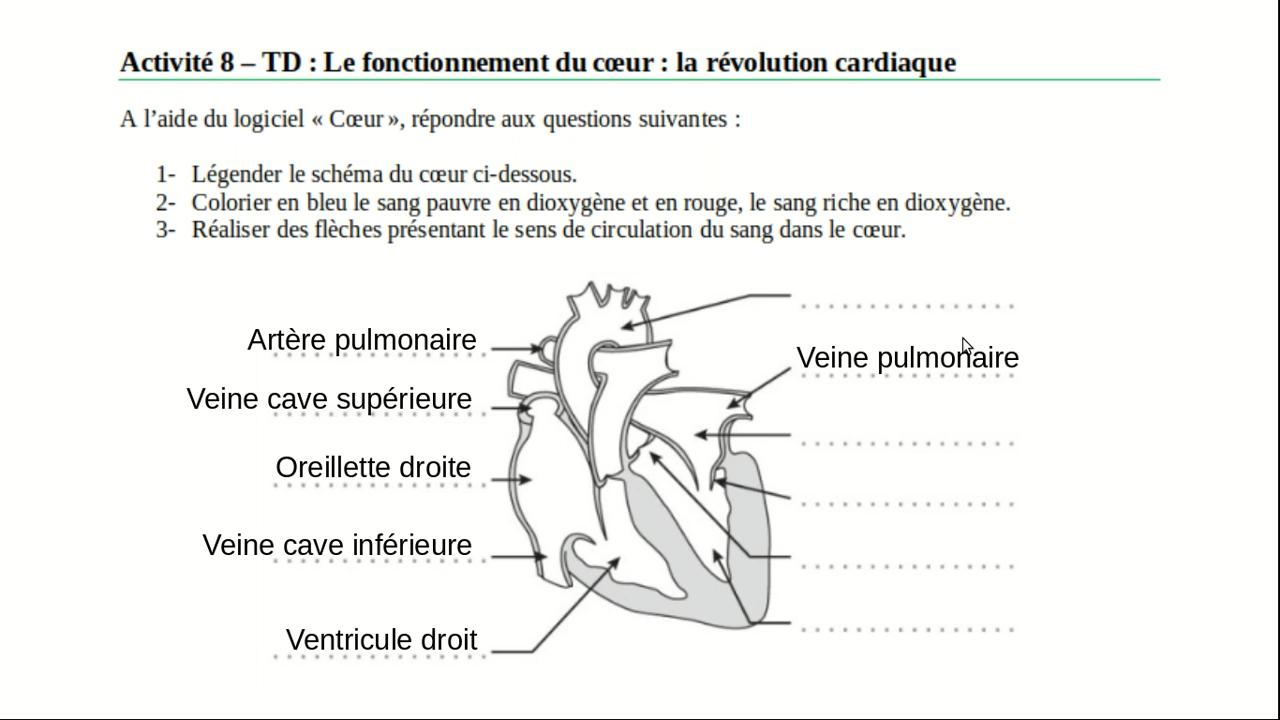 Activité 8 – TD : Le fonctionnement du cœur : la révolution cardiaque
A l’aide du logiciel « Cœur », répondre aux questions suivantes :
1- Légender le schéma du cœur ci-dessous.
2- Colorier en bleu le sang pauvre en dioxygène et en rouge, le sang riche en dioxygène.
3- Réaliser des flèches présentant le sens de circulation du sang dans le cœur.
Artère pulmonaire
Veine cave supérieure
Oreillette droite
Veine cave inférieure
Ventricule droit
Veine pulmonaire